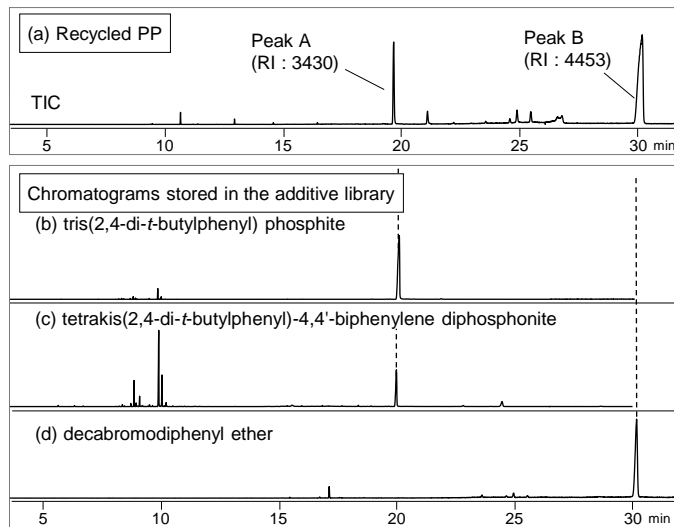 (a) Recycled PP
Peak A
(RI : 3430)
Peak B
(RI : 4453)
TIC
5 10 15 20 25 30 min
Chromatograms stored in the additive library
(b) tris(2,4-di-t-butylphenyl) phosphite
(c) tetrakis(2,4-di-t-butylphenyl)-4,4'-biphenylene diphosphonite
(d) decabromodiphenyl ether
5 10 15 20 25 30 min